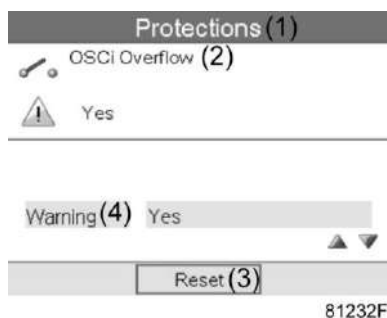 Protections (1)
OSCi Overflow (2)
Yes
Warning (4) Yes
Reset (3)
81232F